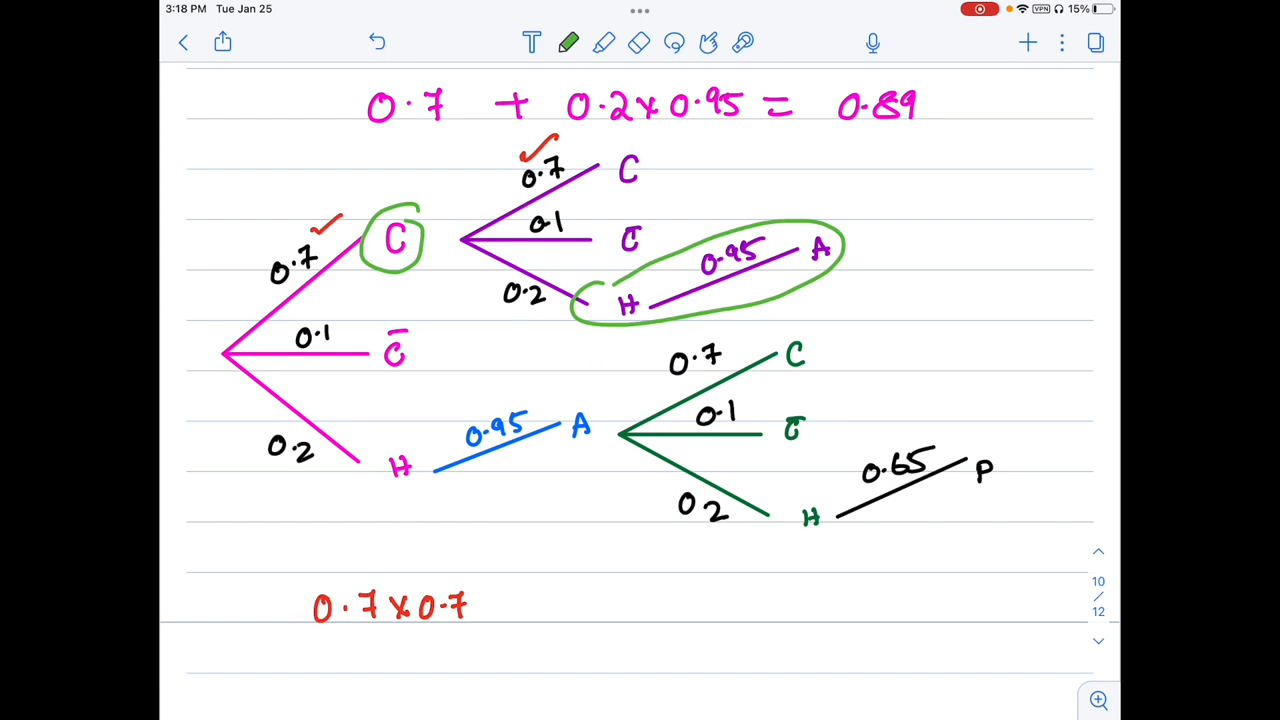 3:18 PM Tue Jan 25
15%
VPN
T
0.7 + 0.2 x 0.95 = 0.89
0.7 C
0.7 C
0.1 C̄
0.95 A
0.2 H
0.1 C̄
0.7 C
0.2 H
0.95 A
0.1 C̄
0.65 P
0.2 H
10
/
12
0.7 x 0.7